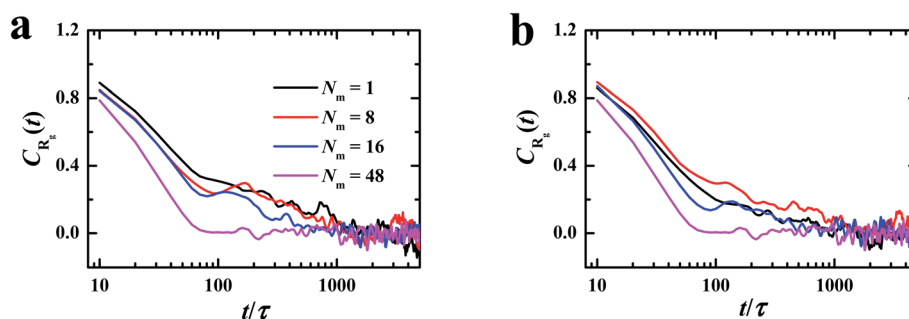 a
1.2
0.8
0.4
0.0
C_{R_g}(t)
N_m = 1
N_m = 8
N_m = 16
N_m = 48
10 100 1000
t/τ
b
1.2
0.8
0.4
0.0
C_{R_g}(t)
10 100 1000
t/τ